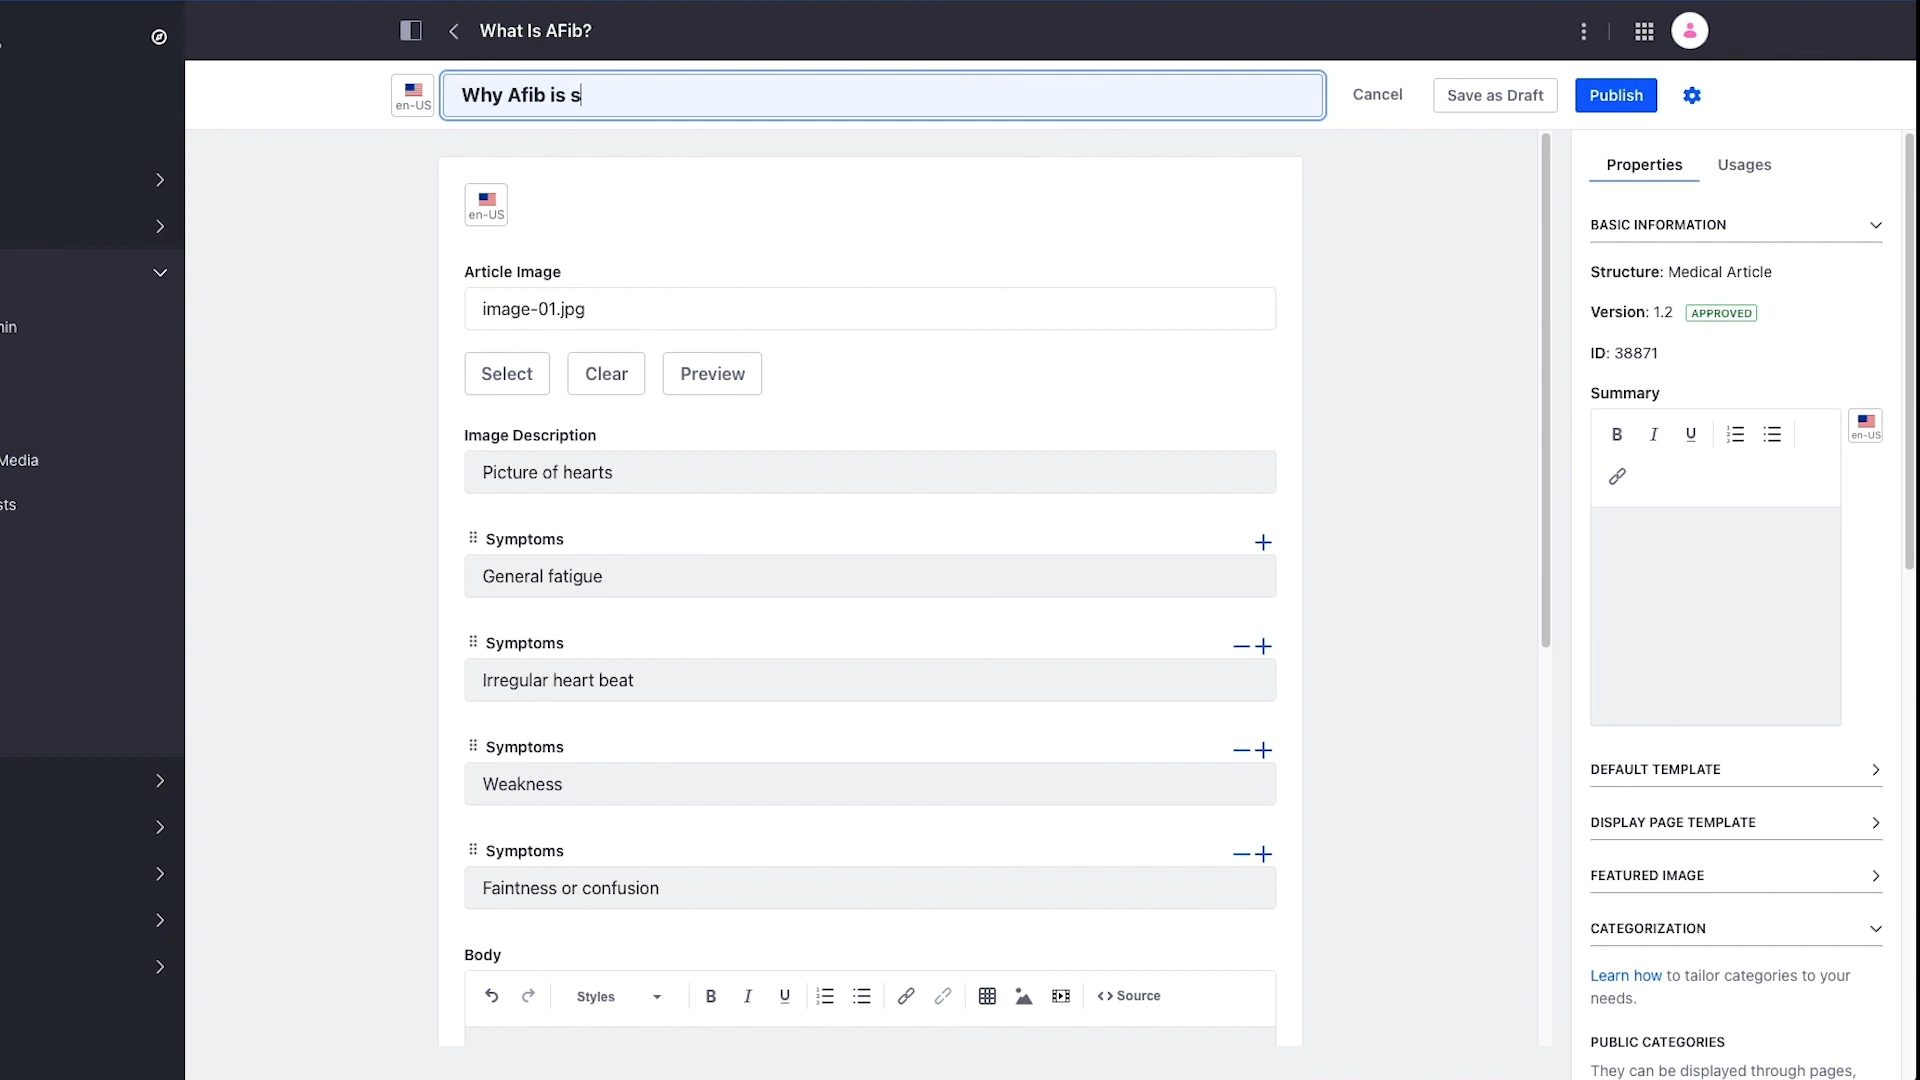 What Is AFib?
en-US
Why Afib is s
Cancel
Save as Draft
Publish
Properties
Usages
en-US
BASIC INFORMATION
Article Image
Structure: Medical Article
image-01.jpg
Version: 1.2 APPROVED
min
ID: 38871
Select
Clear
Preview
Summary
Image Description
B I U
en-US
Media
Picture of hearts
sts
Symptoms
General fatigue
Symptoms
Irregular heart beat
Symptoms
DEFAULT TEMPLATE
Weakness
DISPLAY PAGE TEMPLATE
Symptoms
FEATURED IMAGE
Faintness or confusion
CATEGORIZATION
Body
Learn how to tailor categories to your
needs.
Styles
B I U
Source
PUBLIC CATEGORIES
They can be displayed through pages,